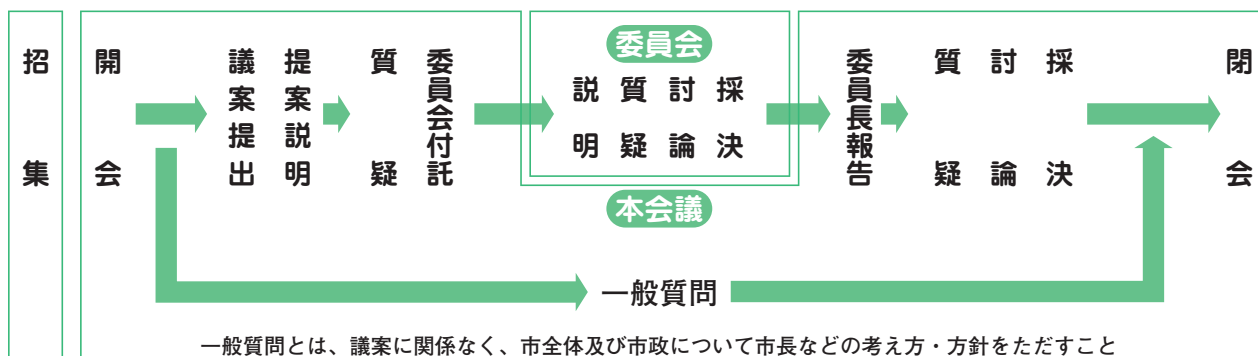 招集
開会
議案提出
提案説明
質疑
委員会付託
委員会
説明
質疑
討論
採決
本会議
委員長報告
質疑
討論
採決
閉会
一般質問
一般質問とは、議案に関係なく、市全体及び市政について市長などの考え方・方針をただすこと